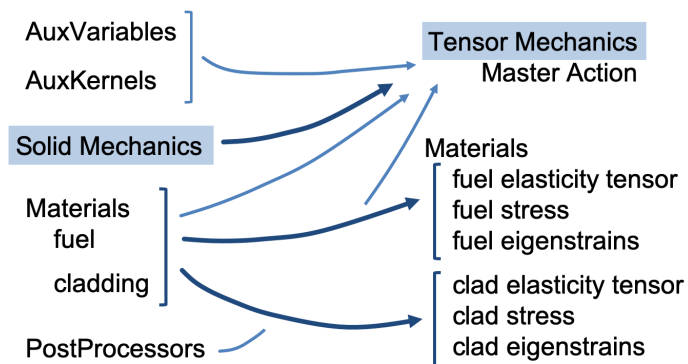 AuxVariables
AuxKernels
Solid Mechanics
Materials
fuel
cladding
PostProcessors
Tensor Mechanics
Master Action
Materials
fuel elasticity tensor
fuel stress
fuel eigenstrains
clad elasticity tensor
clad stress
clad eigenstrains